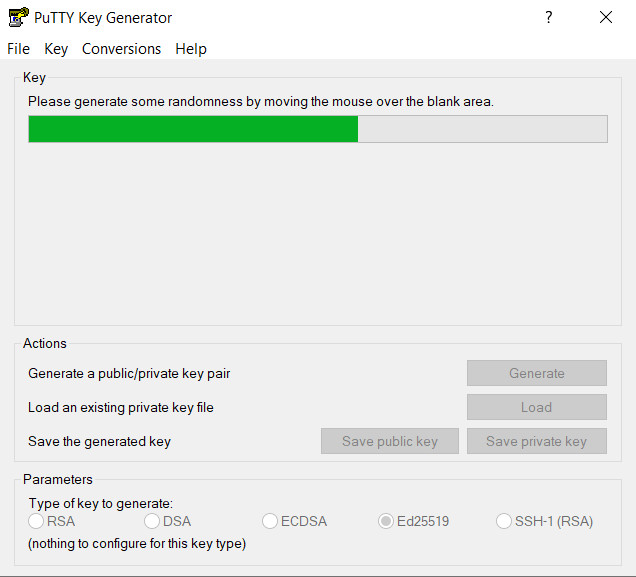 PuTTY Key Generator
?
File Key Conversions Help
Key
Please generate some randomness by moving the mouse over the blank area.
Actions
Generate a public/private key pair
Generate
Load an existing private key file
Load
Save the generated key
Save public key
Save private key
Parameters
Type of key to generate:
RSA DSA ECDSA Ed25519 SSH-1 (RSA)
(nothing to configure for this key type)